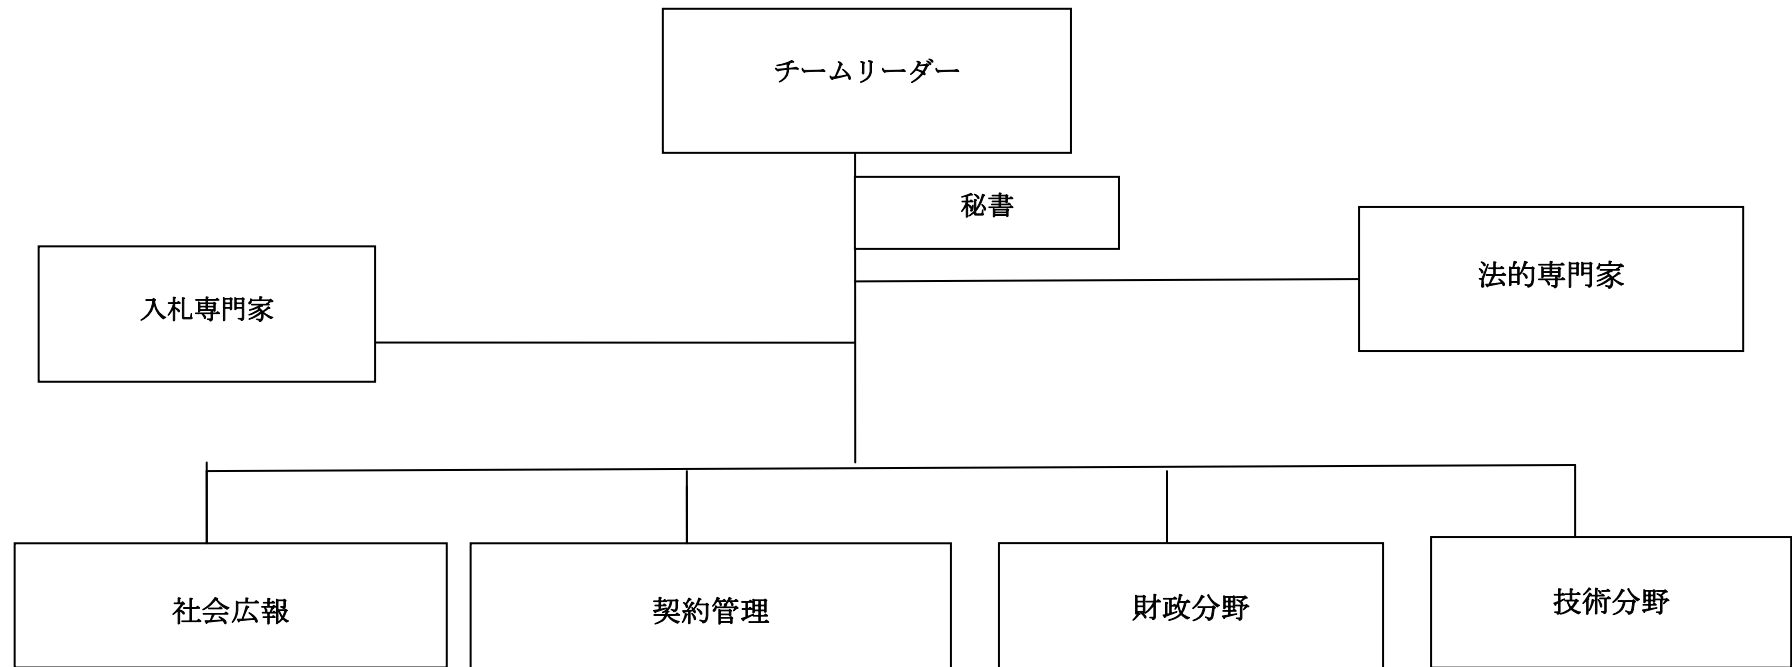 チームリーダー
秘書
法的専門家
入札専門家
社会広報
契約管理
財政分野
技術分野